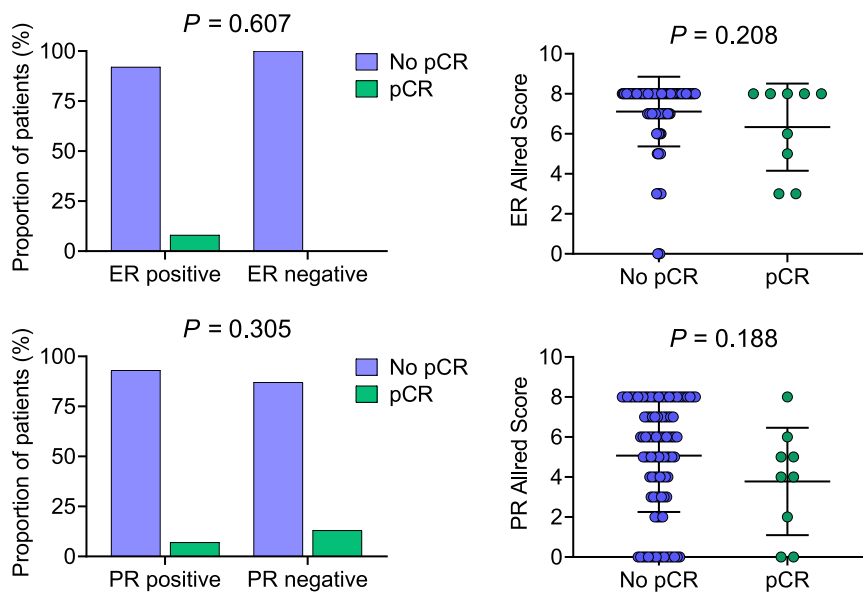 P = 0.607
Proportion of patients (%)
100
75
50
25
0
ER positive
ER negative
No pCR
pCR
P = 0.208
ER Allred Score
10
8
6
4
2
0
No pCR
pCR
P = 0.305
Proportion of patients (%)
100
75
50
25
0
PR positive
PR negative
No pCR
pCR
P = 0.188
PR Allred Score
10
8
6
4
2
0
No pCR
pCR